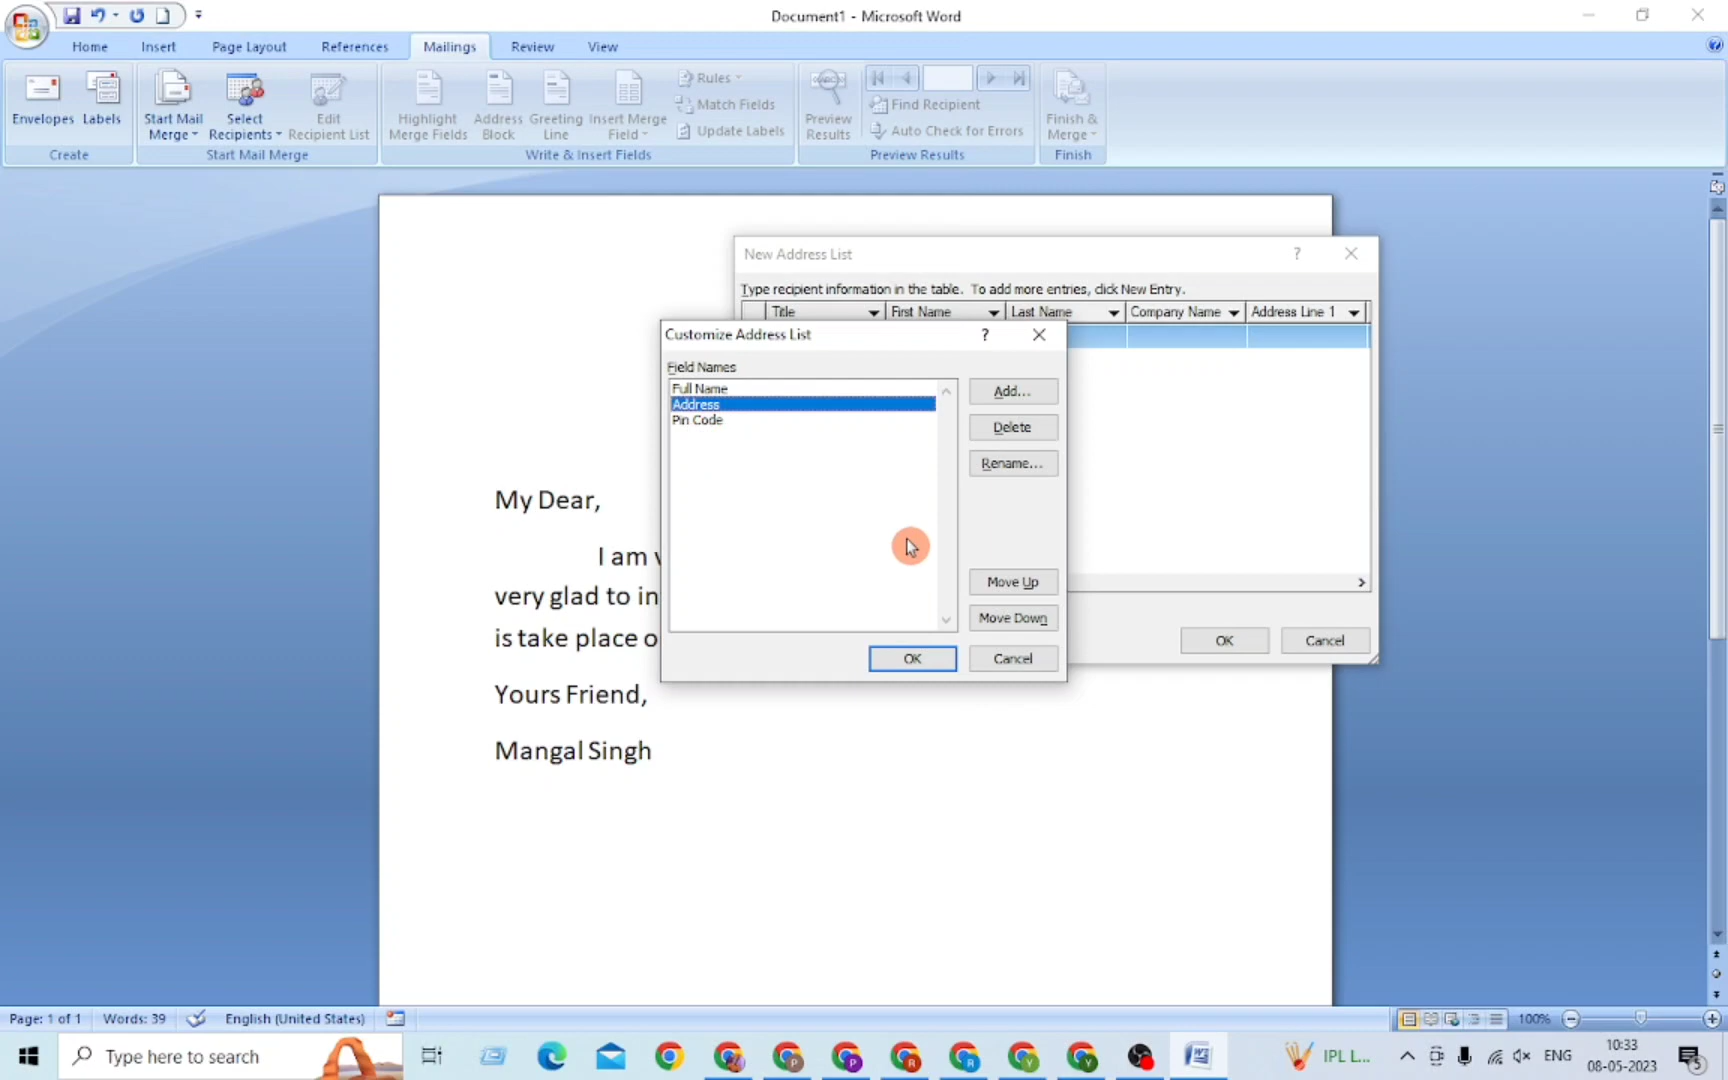 Document1 - Microsoft Word
Home Insert Page Layout References Mailings Review View
Envelopes Labels Start Mail Merge Select Recipients Edit Recipient List Highlight Merge Fields Address Block Greeting Line Insert Merge Field Rules Match Fields Update Labels Preview Results Find Recipient Auto Check for Errors Finish & Merge
Create Start Mail Merge Write & Insert Fields Preview Results Finish
New Address List ?
Type recipient information in the table. To add more entries, click New Entry.
Title First Name Last Name Company Name Address Line 1
Customize Address List ?
Field Names
Full Name
Address
Pin Code
Add...
Delete
Rename...
Move Up
Move Down
OK Cancel
OK Cancel
My Dear,
I am
very glad to in
is take place o
Yours Friend,
Mangal Singh
Page: 1 of 1 Words: 39 English (United States) 100%
Type here to search IPL L... ENG 10:33
08-05-2023 5